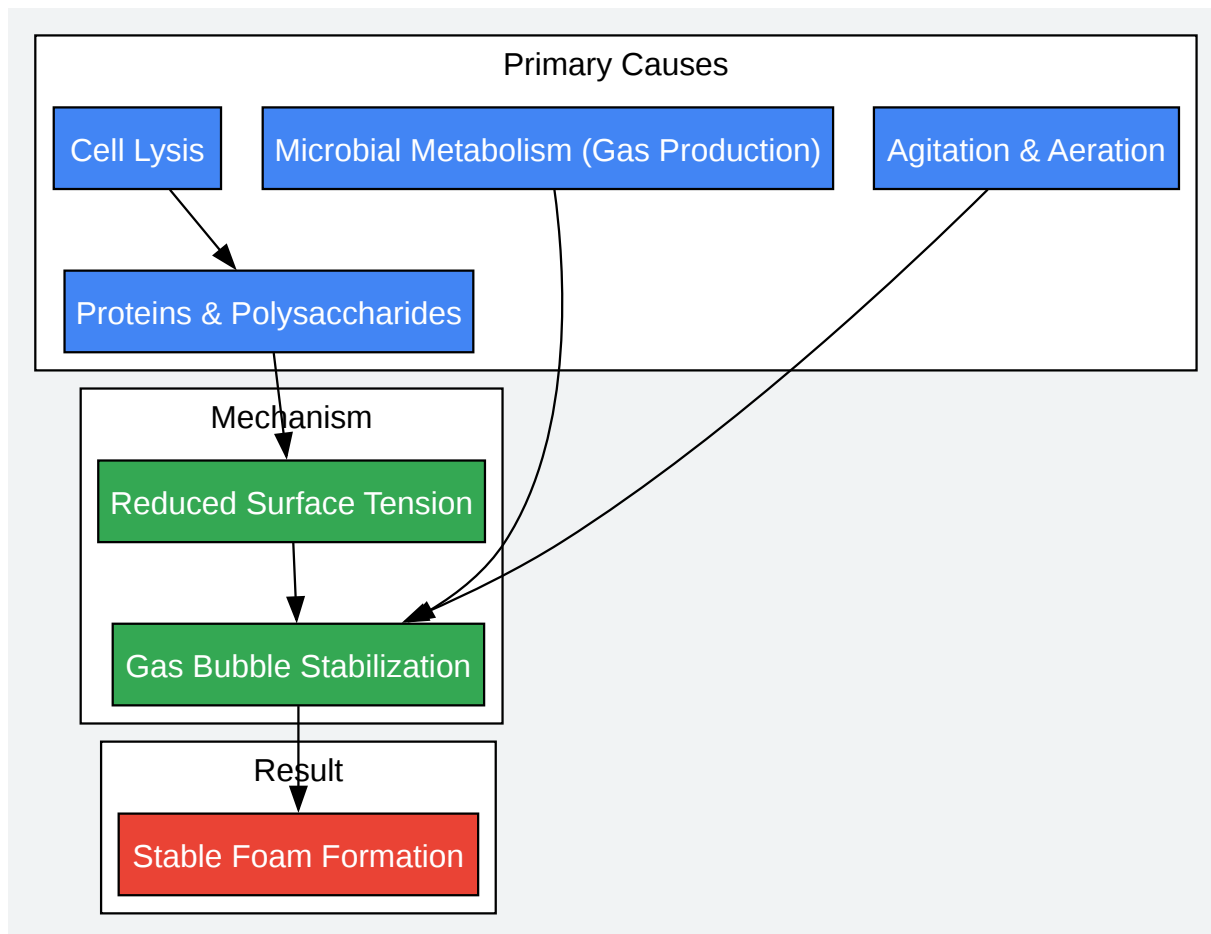 Primary Causes
Cell Lysis
Microbial Metabolism (Gas Production)
Agitation & Aeration
Proteins & Polysaccharides
Mechanism
Reduced Surface Tension
Gas Bubble Stabilization
Result
Stable Foam Formation